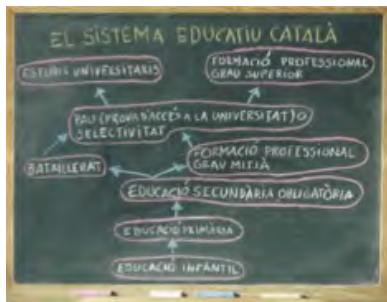 EL SISTEMA EDUCATIU CATALÀ
ESTUDIS UNIVERSITARIS
FORMACIÓ PROFESSIONAL
GRAU SUPERIOR
PAU (PROVA D'ACCÉS A LA UNIVERSITAT) O
SELECTIVITAT
BATALLERAT
FORMACIÓ PROFESSIONAL
GRAU MITJÀ
EDUCACIÓ SECUNDÀRIA OBLIGATÒRIA
EDUCACIÓ PRIMÀRIA
EDUCACIÓ INFANTIL